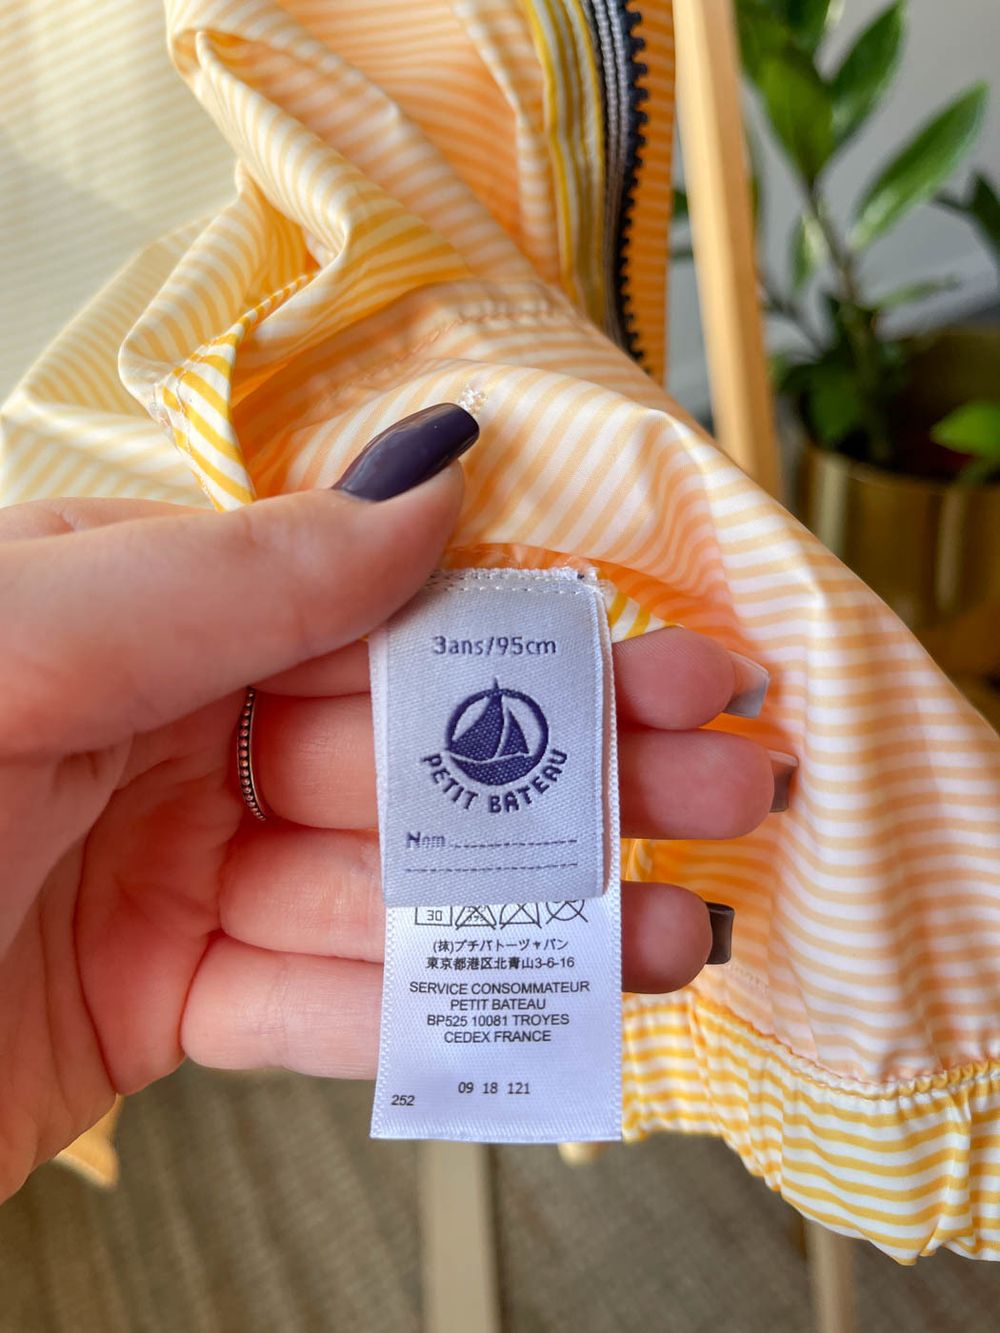 3ans/95cm
PETIT BATEAU
Nom
30
(株)プチバトージャパン
東京都港区北青山3-6-16
SERVICE CONSOMMATEUR
PETIT BATEAU
BP525 10081 TROYES
CEDEX FRANCE
09 18 121
252